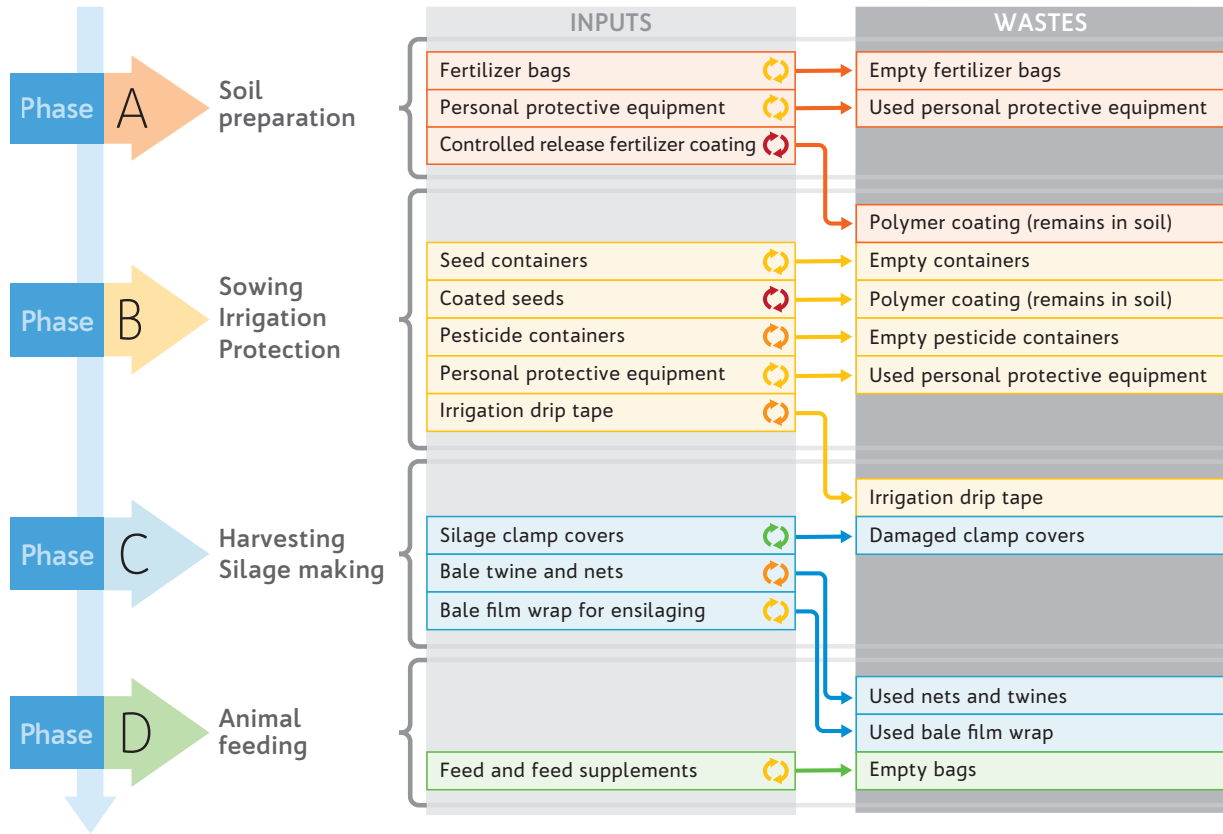 INPUTS
WASTES
Phase A
Soil
preparation
Fertilizer bags
Empty fertilizer bags
Personal protective equipment
Used personal protective equipment
Controlled release fertilizer coating
Polymer coating (remains in soil)
Phase B
Sowing
Irrigation
Protection
Seed containers
Empty containers
Coated seeds
Polymer coating (remains in soil)
Pesticide containers
Empty pesticide containers
Personal protective equipment
Used personal protective equipment
Irrigation drip tape
Irrigation drip tape
Phase C
Harvesting
Silage making
Silage clamp covers
Damaged clamp covers
Bale twine and nets
Bale film wrap for ensilaging
Used nets and twines
Used bale film wrap
Phase D
Animal
feeding
Feed and feed supplements
Empty bags